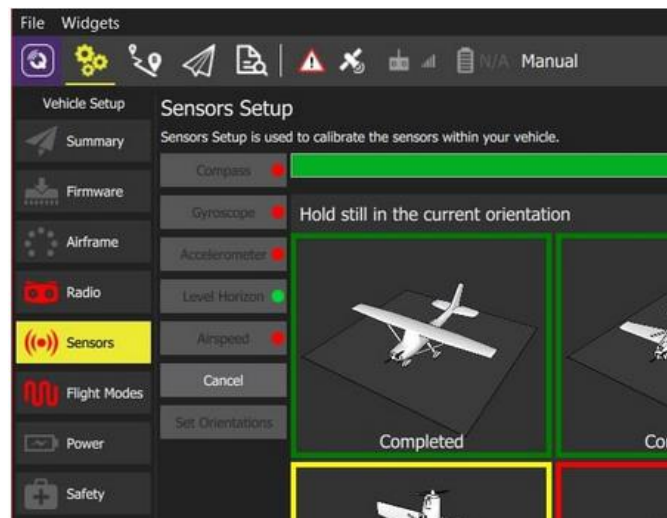 File Widgets
N/A Manual
Vehicle Setup
Summary
Firmware
Airframe
Radio
Sensors
Flight Modes
Power
Safety
Sensors Setup
Sensors Setup is used to calibrate the sensors within your vehicle.
Compass
Gyroscope
Accelerometer
Level Horizon
Airspeed
Cancel
Set Orientations
Hold still in the current orientation
Completed